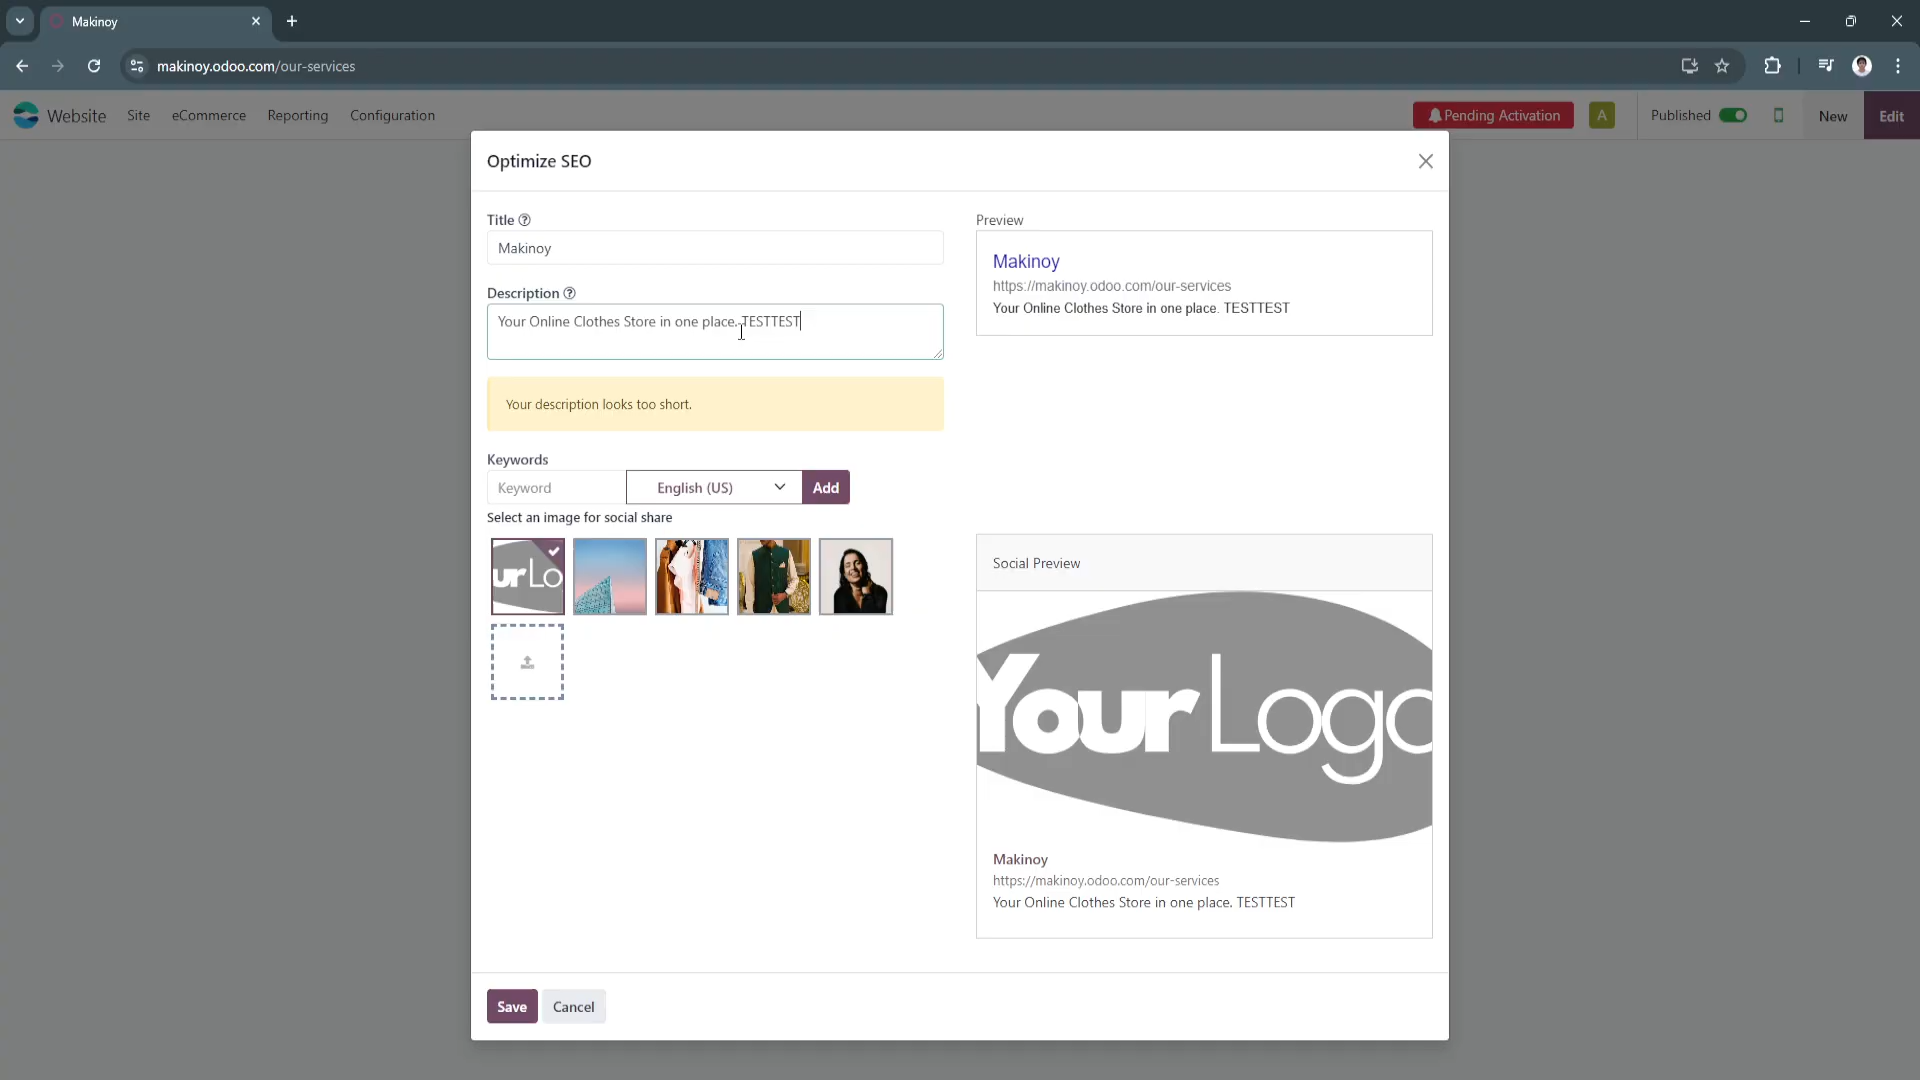 Makinoy
makinoy.odoo.com/our-services
Website
Site
eCommerce
Reporting
Configuration
Pending Activation
A
Published
New
Edit
Optimize SEO
Title
Makinoy
Description
Your Online Clothes Store in one place. TESTTEST
Your description looks too short.
Keywords
Keyword
English (US)
Add
Select an image for social share
urLo
Preview
Makinoy
https://makinoy.odoo.com/our-services
Your Online Clothes Store in one place. TESTTEST
Social Preview
YourLogo
Makinoy
https://makinoy.odoo.com/our-services
Your Online Clothes Store in one place. TESTTEST
Save
Cancel